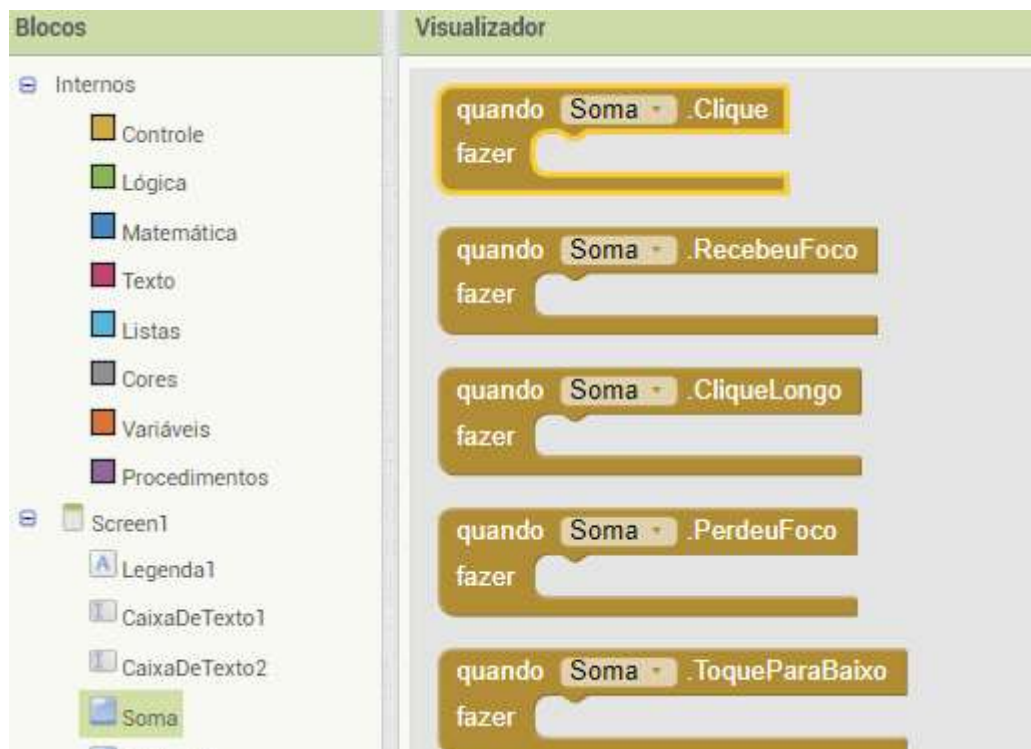 Blocos
Internos
Controle
Lógica
Matemática
Texto
Listas
Cores
Variáveis
Procedimentos
Screen1
Legenda1
CaixaDeTexto1
CaixaDeTexto2
Soma
Visualizador
quando Soma .Clique
fazer
quando Soma .RecebeuFoco
fazer
quando Soma .CliqueLongo
fazer
quando Soma .PerdeuFoco
fazer
quando Soma .ToqueParaBaixo
fazer